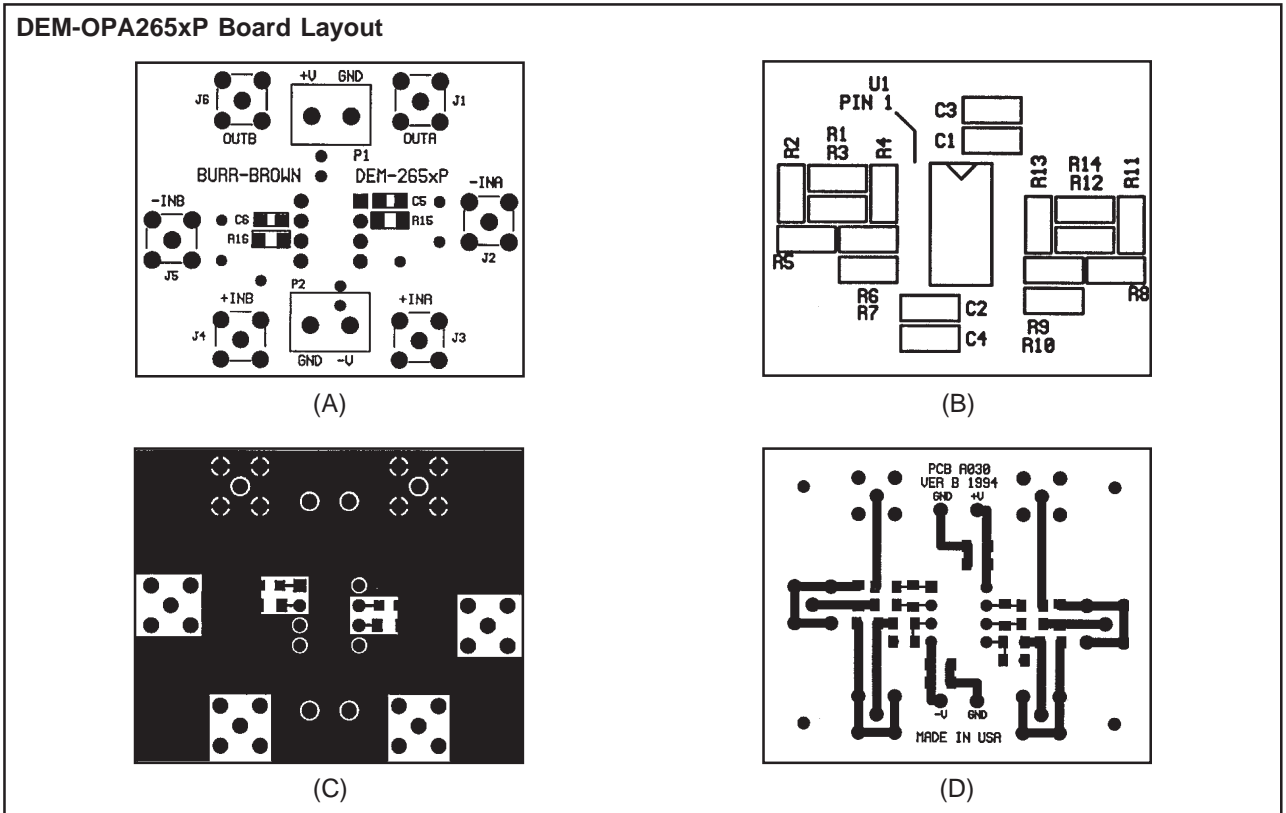 DEM-OPA265xP Board Layout
+V GND
J6 J1
OUTB OUTA
P1
BURR-BROWN DEM-265xP
-INB -INA
C6 C5
R16 R15
J5 J2
P2
+INB +INA
J4 J3
GND -V
(A)
U1
PIN 1
C3
C1
R2 R1 R4
R3
R13 R14 R11
R12
R5 R8
R6
R7
C2
C4
R9
R10
(B)
(C)
PCB A030
VER B 1994
GND +V
-V GND
MADE IN USA
(D)